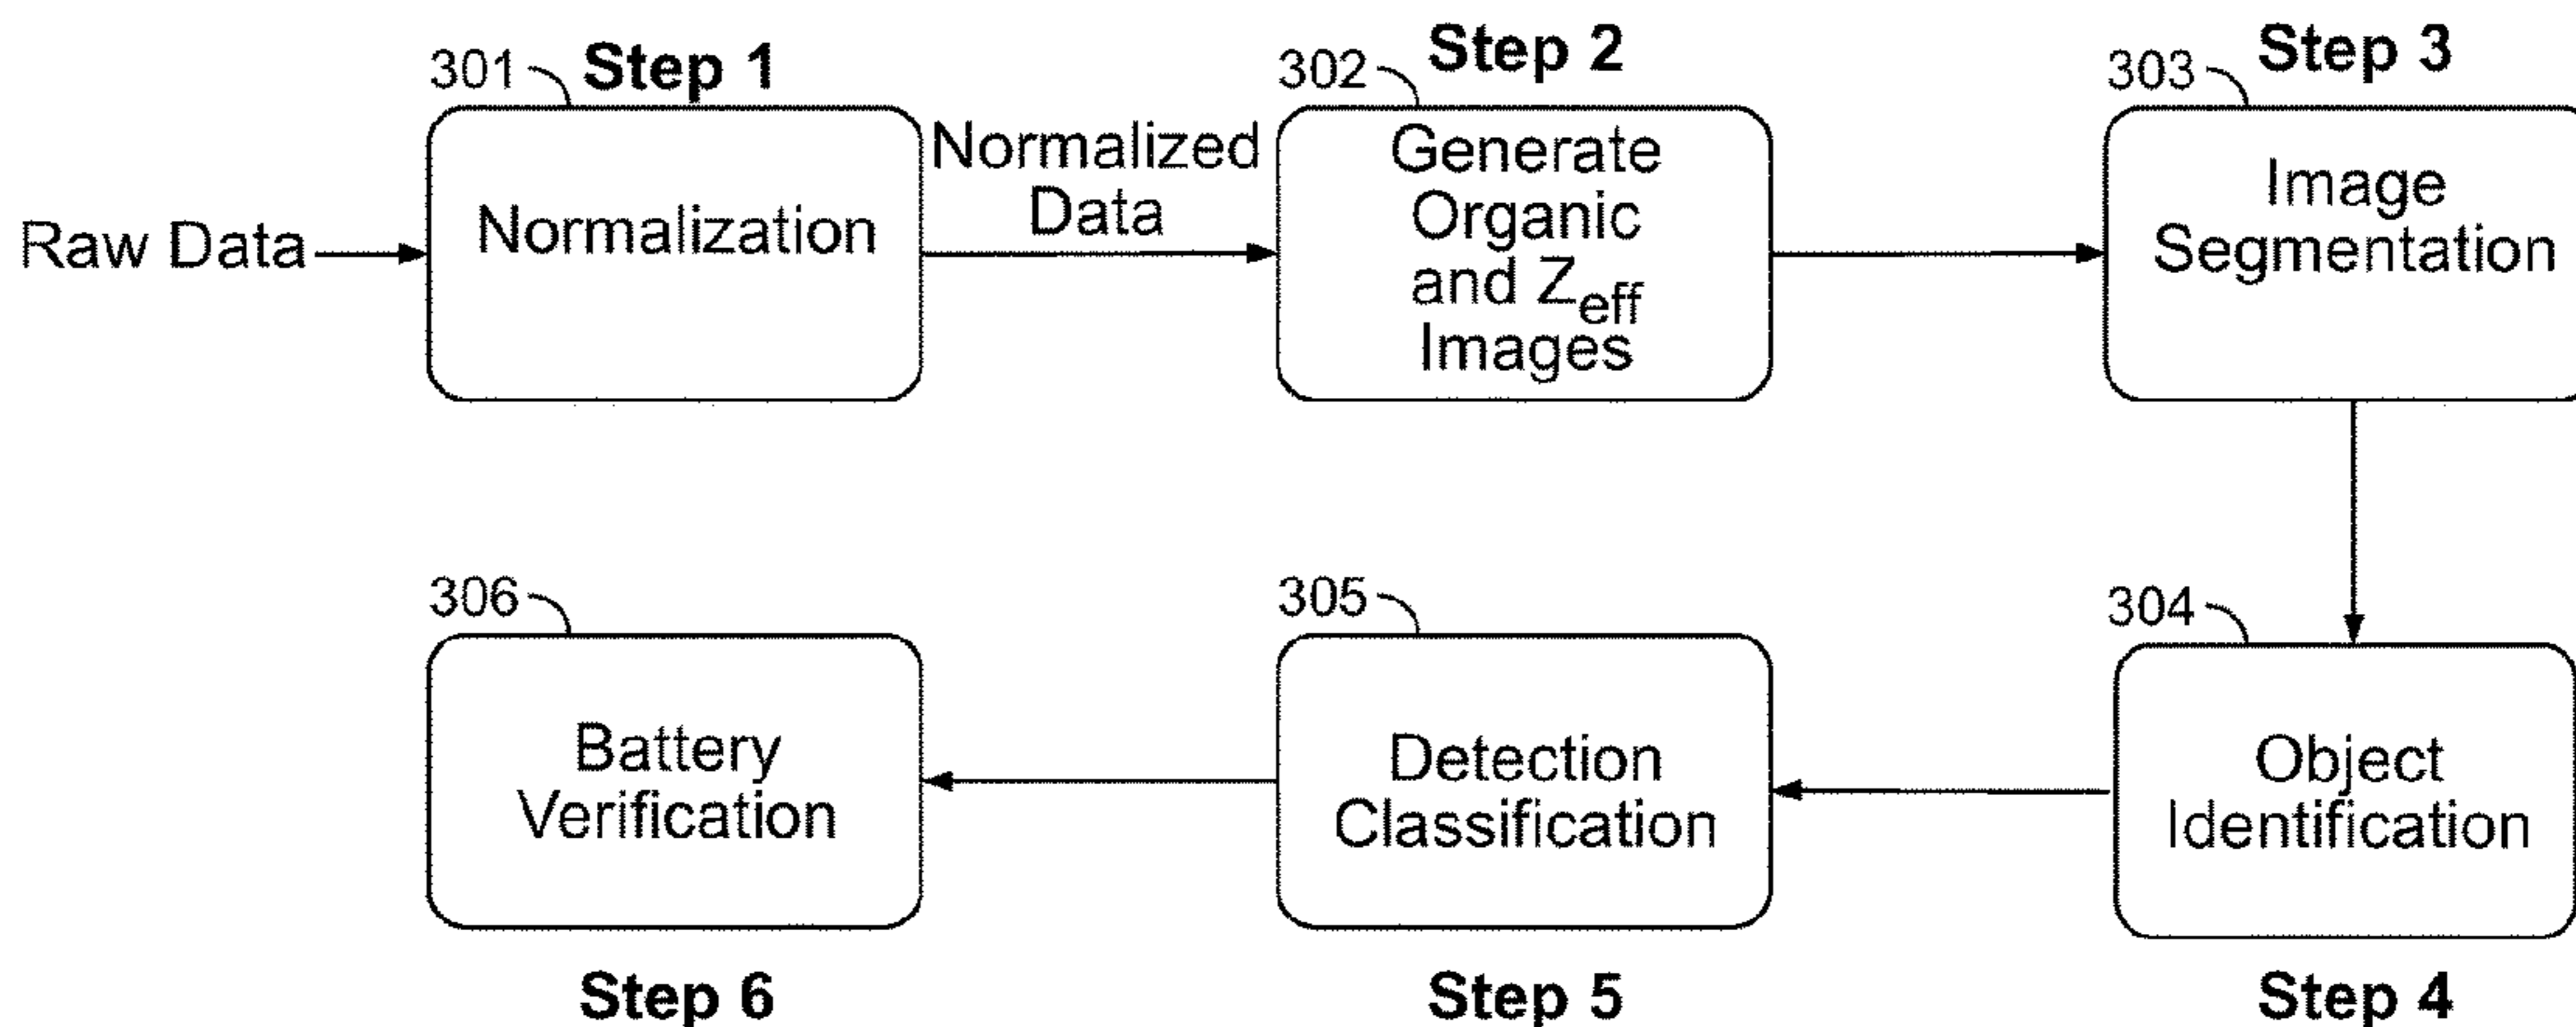 301
Step 1
Raw Data
Normalization
Normalized
Data
302
Step 2
Generate
Organic
and Z_eff
Images
303
Step 3
Image
Segmentation
304
Object
Identification
Step 4
305
Detection
Classification
Step 5
306
Battery
Verification
Step 6